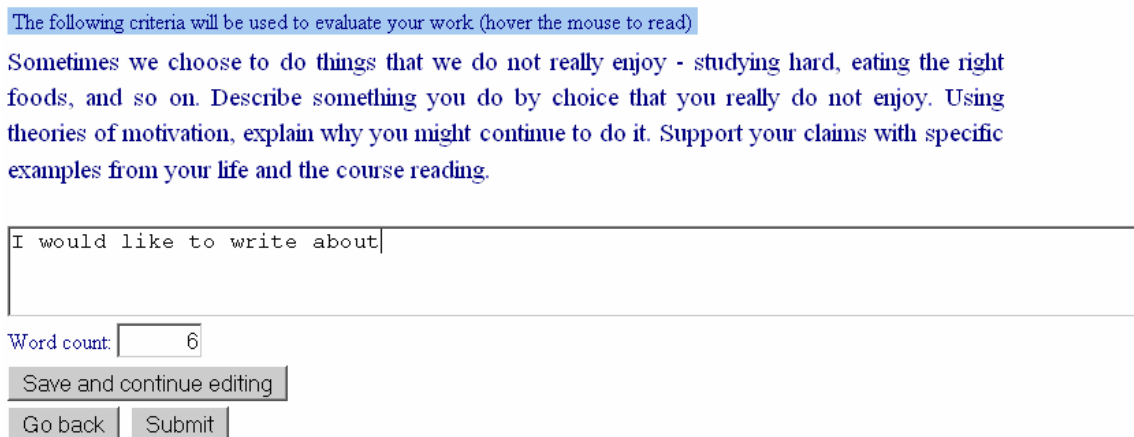 The following criteria will be used to evaluate your work (hover the mouse to read)
Sometimes we choose to do things that we do not really enjoy - studying hard, eating the right
foods, and so on. Describe something you do by choice that you really do not enjoy. Using
theories of motivation, explain why you might continue to do it. Support your claims with specific
examples from your life and the course reading.
I would like to write about
Word count: 6
Save and continue editing
Go back Submit